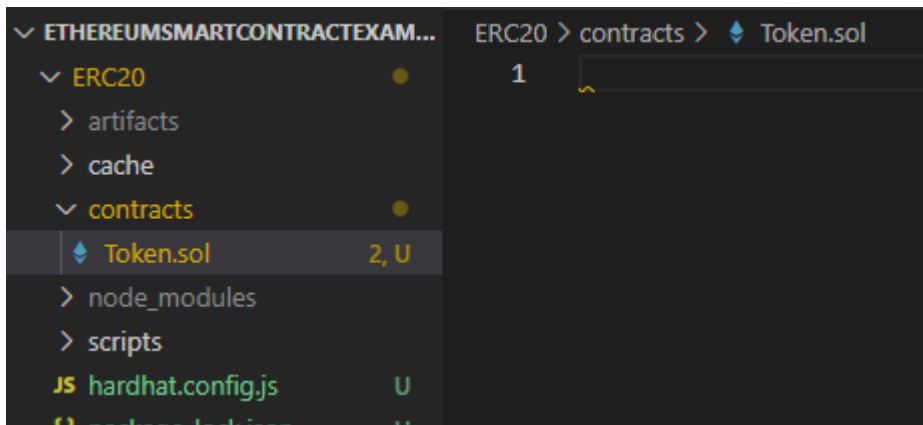 ETHEREUMSMARTCONTRACTEXAM...
ERC20
artifacts
cache
contracts
Token.sol 2, U
node_modules
scripts
JS hardhat.config.js U
ERC20 > contracts > Token.sol
1